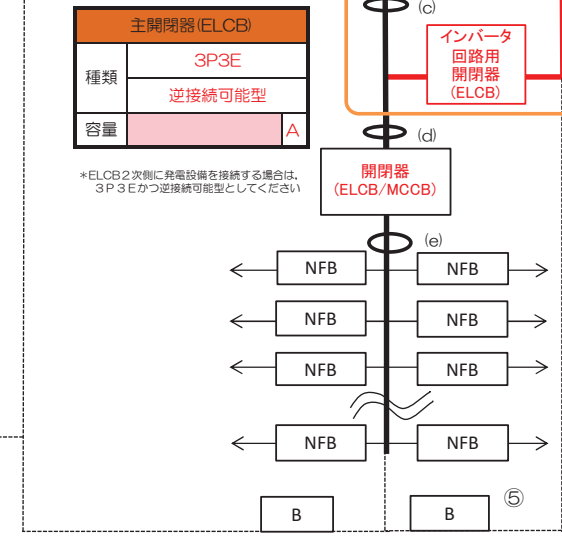 主開閉器(ELCB)
種類
3P3E
逆接続可能型
容量
A
*ELCB2次側に発電設備を接続する場合は,
3P3Eかつ逆接続可能型としてください
(c)
インバータ
回路用
開閉器
(ELCB)
(d)
開閉器
(ELCB/MCCB)
(e)
NFB
NFB
NFB
NFB
NFB
NFB
NFB
NFB
B
B
⑤